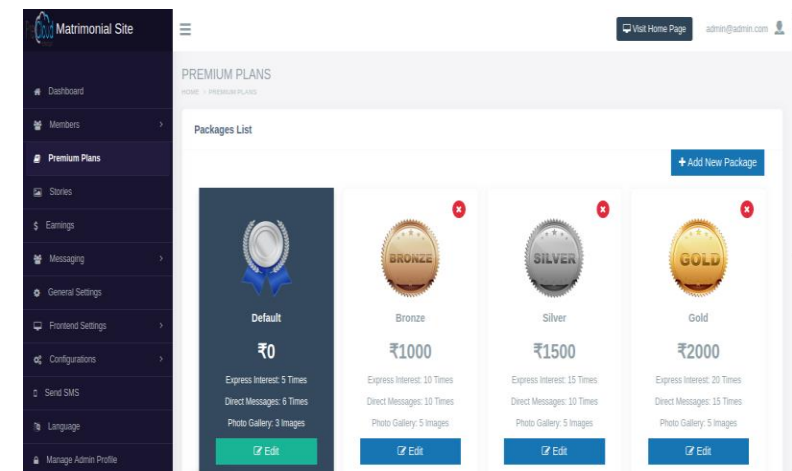 Matrimonial Site
Visit Home Page
admin@admin.com
Dashboard
Members
Premium Plans
Stories
Earnings
Messaging
General Settings
Frontend Settings
Configurations
Send SMS
Language
Manage Admin Profile
PREMIUM PLANS
HOME > PREMIUM PLANS
Packages List
+ Add New Package
Default
₹0
Express Interest: 5 Times
Direct Messages: 6 Times
Photo Gallery: 3 Images
Edit
BRONZE
Bronze
₹1000
Express Interest: 10 Times
Direct Messages: 10 Times
Photo Gallery: 5 Images
Edit
SILVER
Silver
₹1500
Express Interest: 15 Times
Direct Messages: 10 Times
Photo Gallery: 5 Images
Edit
GOLD
Gold
₹2000
Express Interest: 20 Times
Direct Messages: 15 Times
Photo Gallery: 5 Images
Edit